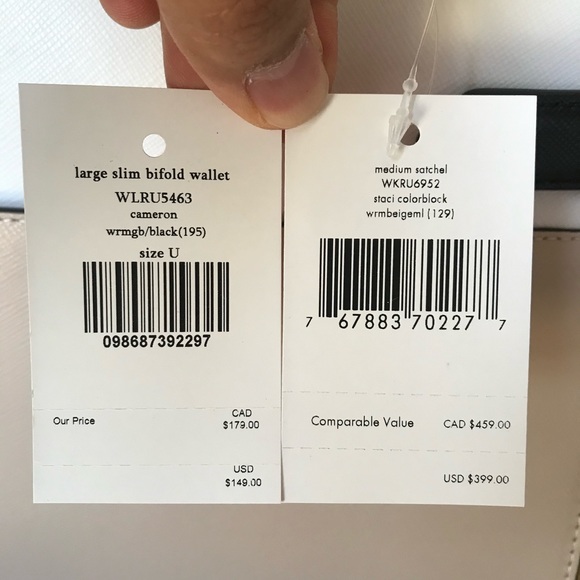 large slim bifold wallet
WLRU5463
cameron
wrmgb/black(195)
size U
098687392297
Our Price CAD $179.00
USD $149.00
medium satchel
WKRU6952
staci colorblock
wrmbeigeml (129)
7 67883 70227 7
Comparable Value CAD $459.00
USD $399.00